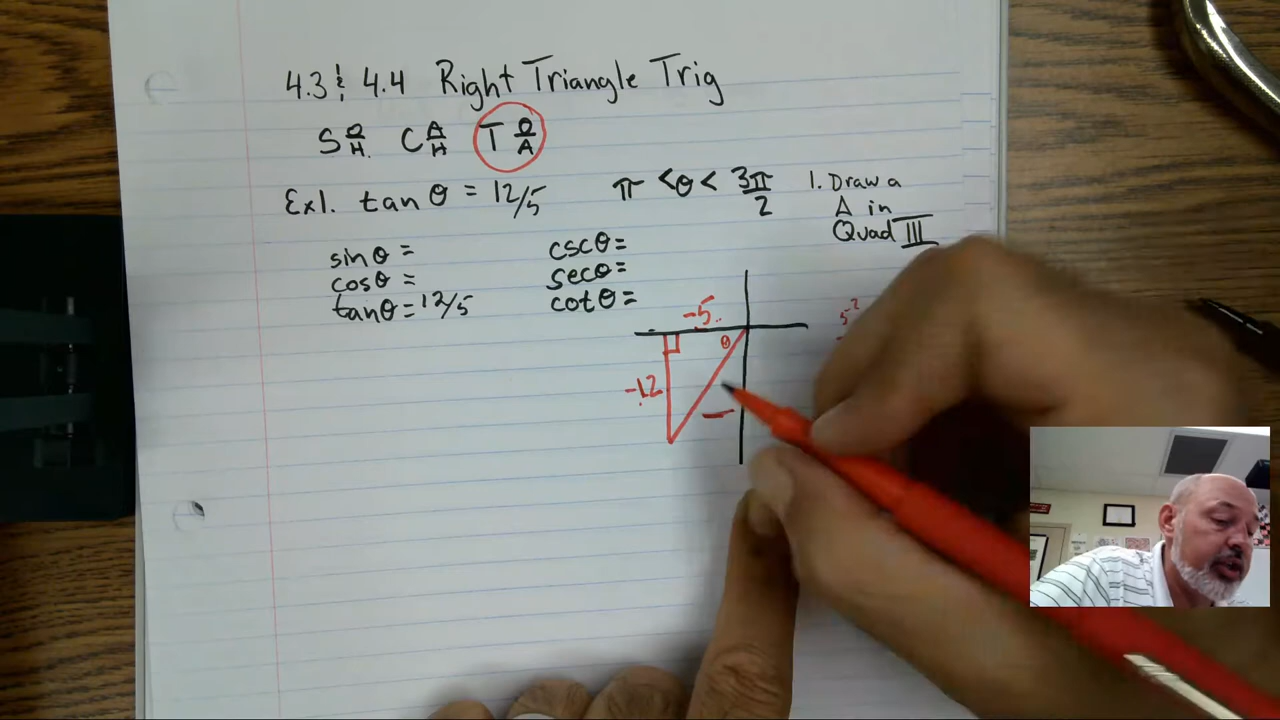 4.3 & 4.4 Right Triangle Trig
S O/H C A/H T O/A
Ex1. tan θ = 12/5 π < θ < 3π/2
1. Draw a
Δ in
Quad III
sin θ = csc θ =
cos θ = sec θ =
tan θ = 12/5 cot θ =
-5
θ
-12